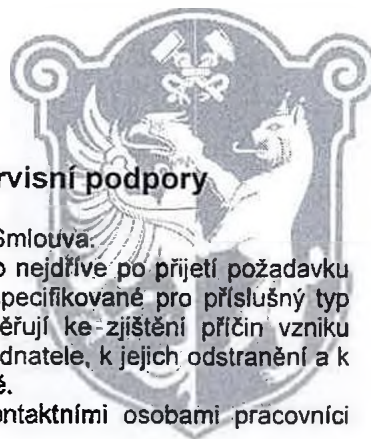 rvisní podpory
Smlouva.
o nejdříve po přijetí požadavku
specifikované pro příslušný typ
ěřují ke zjištění příčin vzniku
dnatele, k jejich odstranění a k
ě.
ontaktními osobami pracovníci